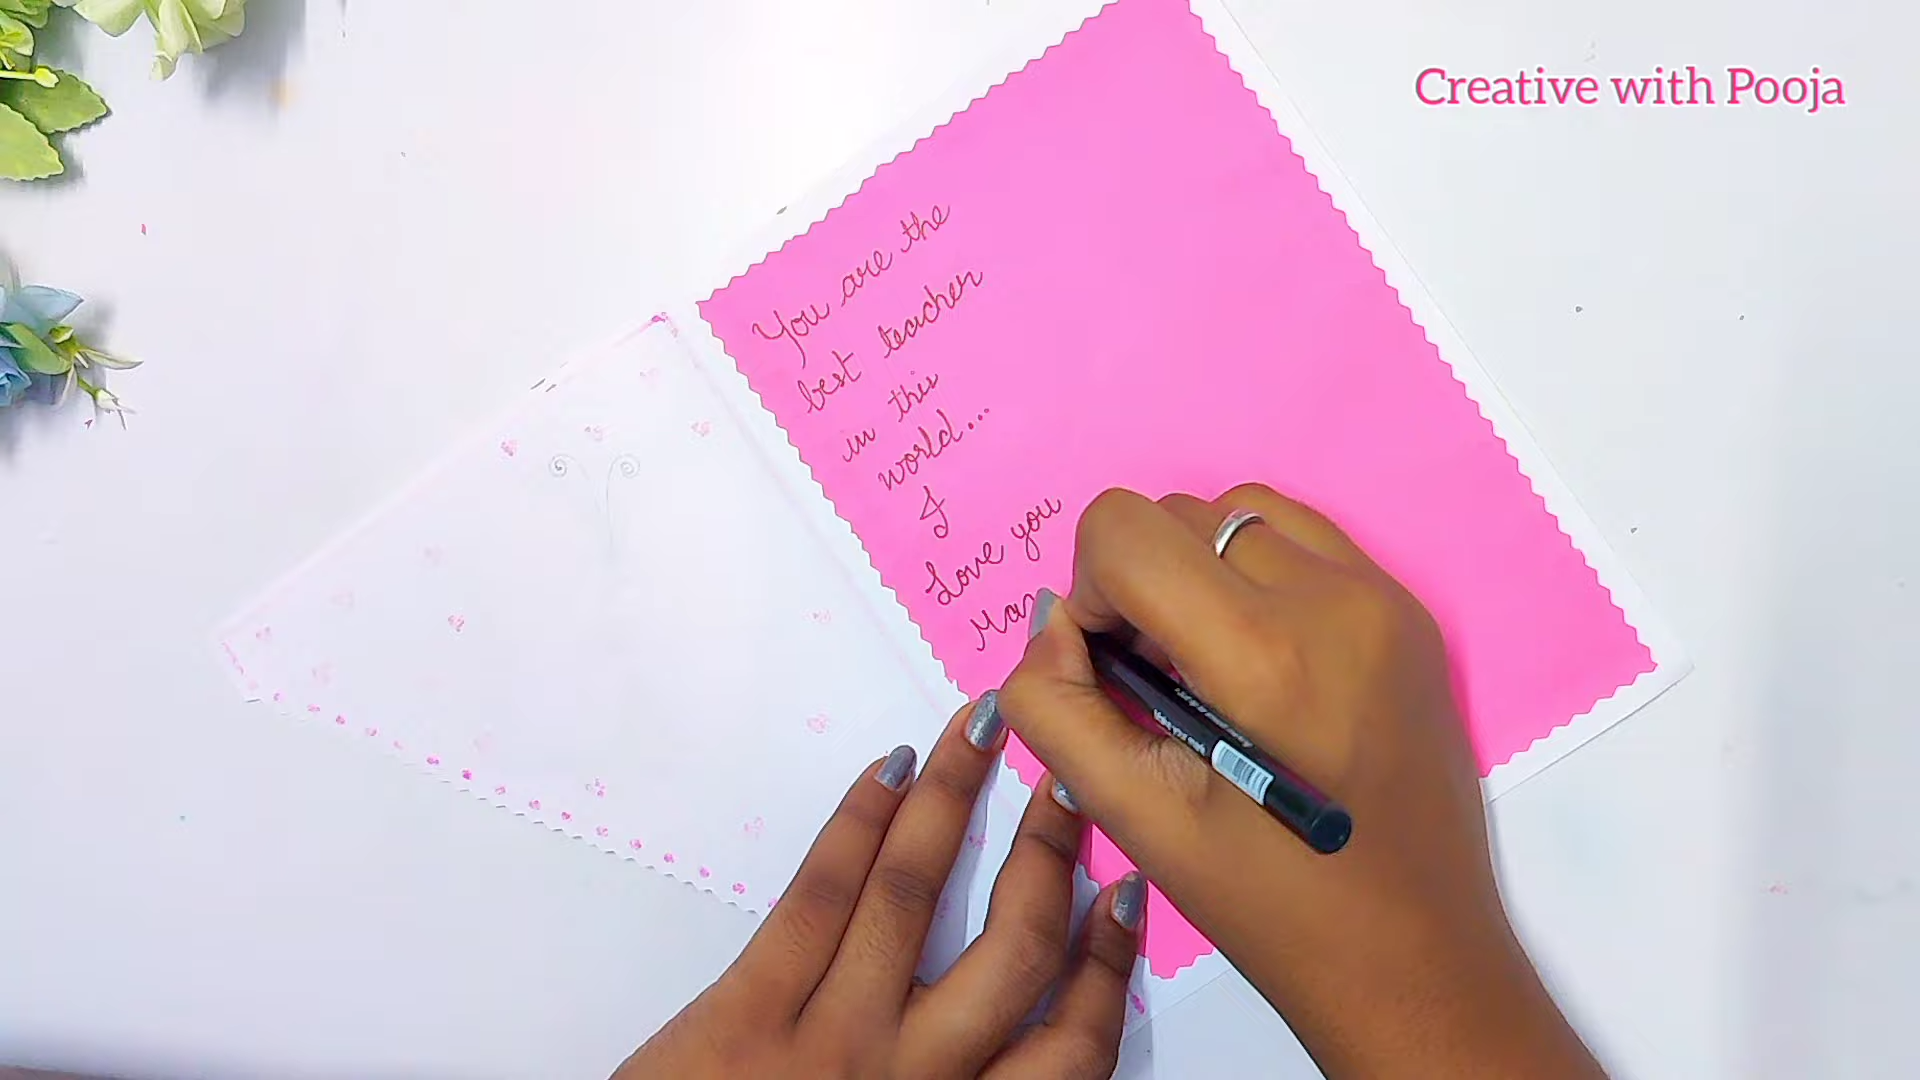 Creative with Pooja
You are the
best teacher
in this
world...
I
Love you